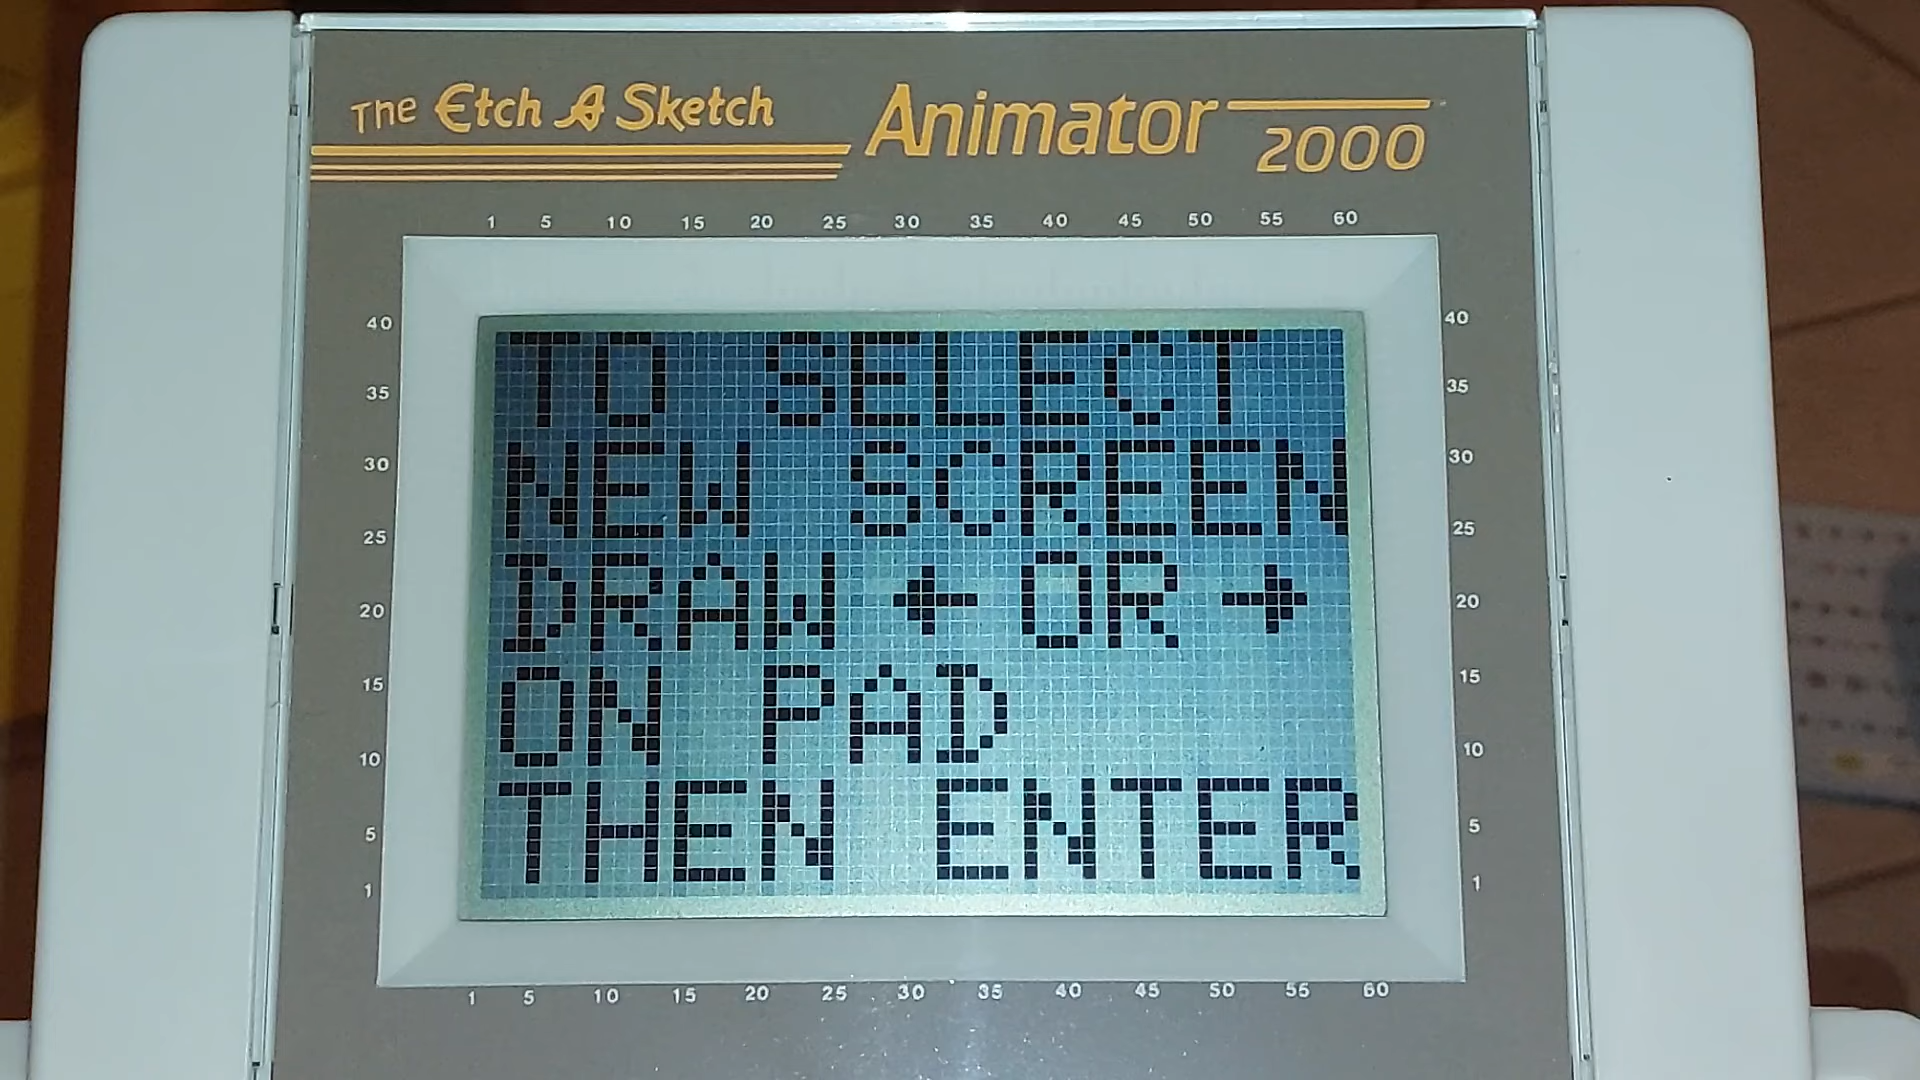 The Etch A Sketch Animator 2000
1 5 10 15 20 25 30 35 40 45 50 55 60
40 40
35 35
30 30
25 25
20 20
15 15
10 10
5 5
1 1
TO SELECT
NEW SCREEN
DRAW ← OR →
ON PAD
THEN ENTER
1 5 10 15 20 25 30 35 40 45 50 55 60